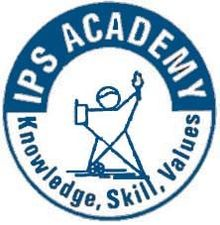 IPS ACADEMY
Knowledge, Skill, Values